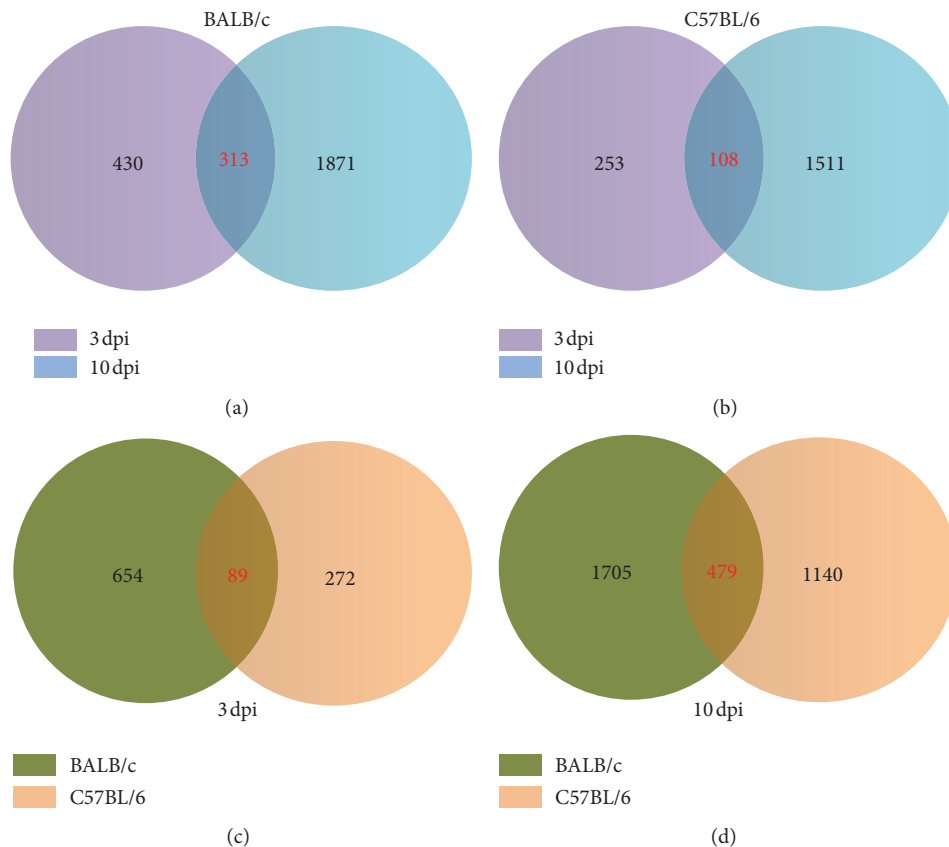 BALB/c
430 313 1871
3 dpi
10 dpi
(a)
C57BL/6
253 108 1511
3 dpi
10 dpi
(b)
654 89 272
3 dpi
BALB/c
C57BL/6
(c)
1705 479 1140
10 dpi
BALB/c
C57BL/6
(d)